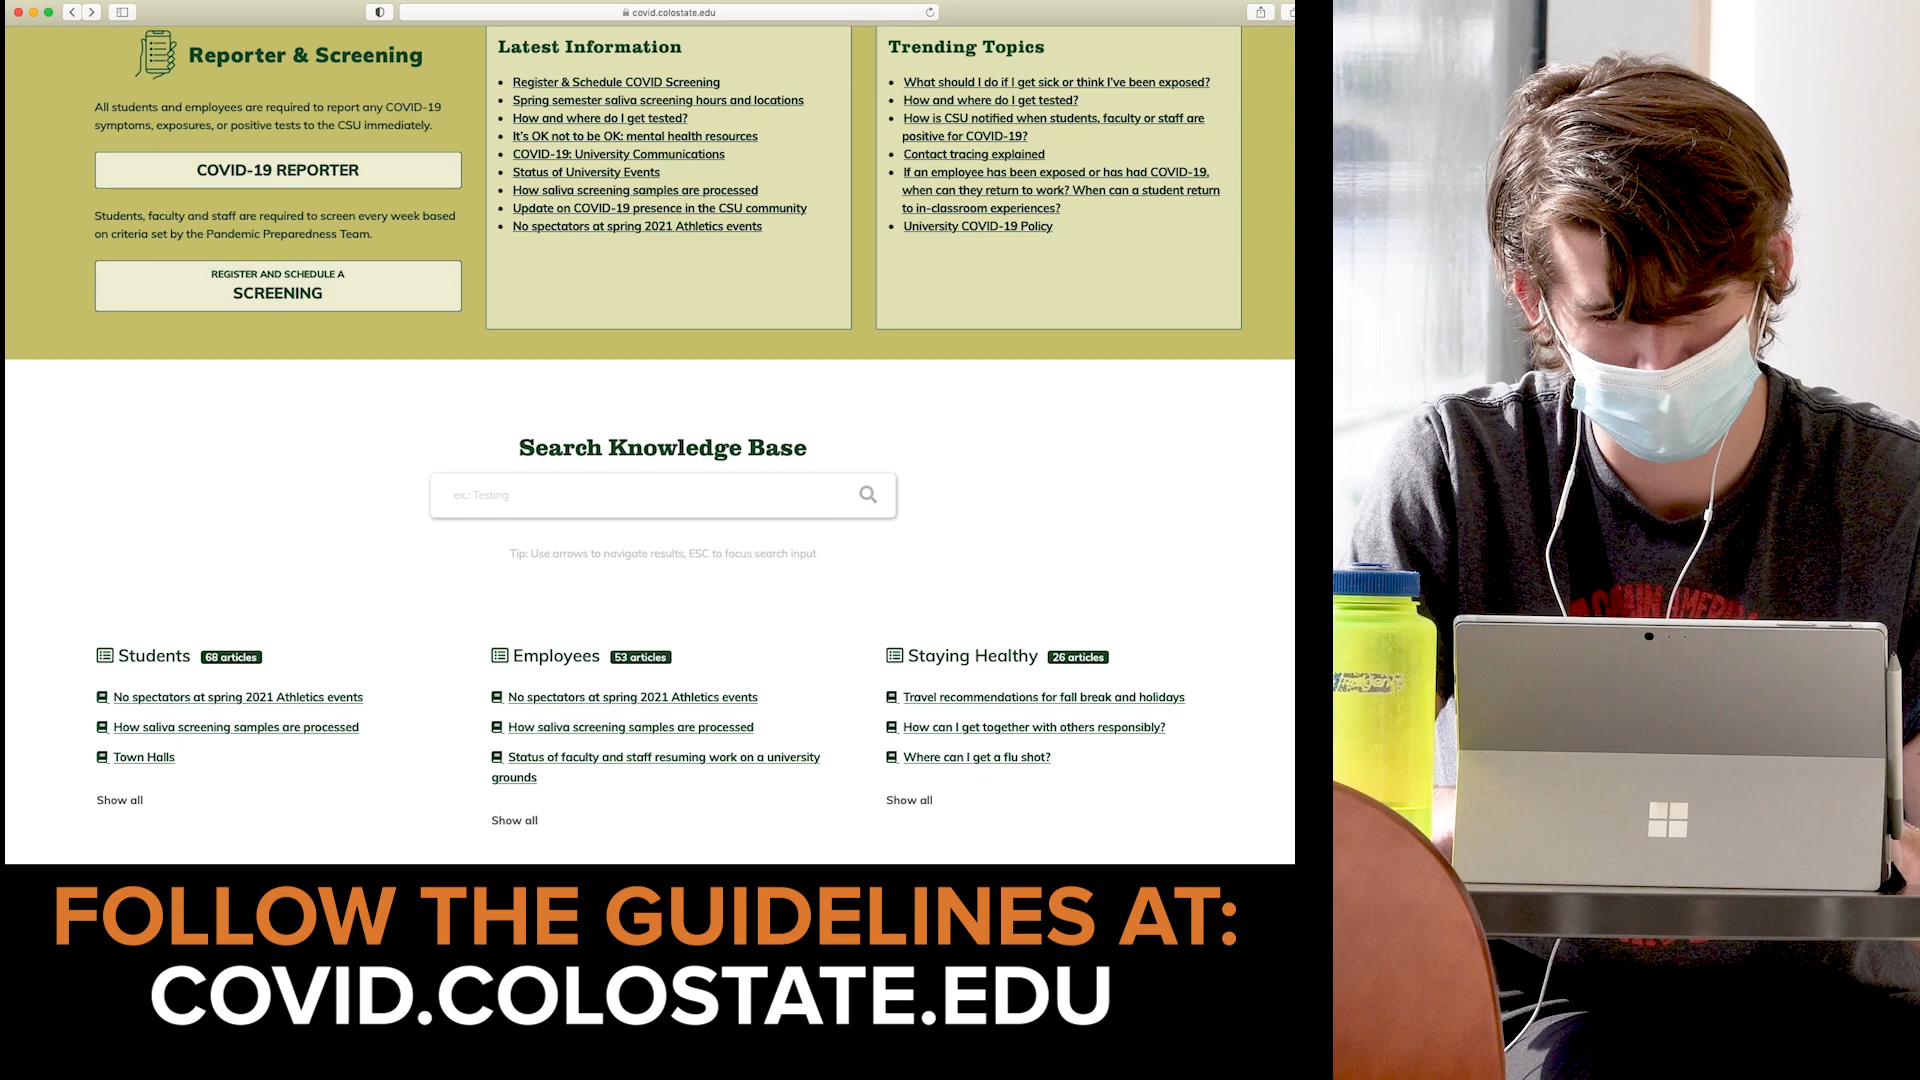 covid.colostate.edu
Reporter & Screening
All students and employees are required to report any COVID-19
symptoms, exposures, or positive tests to the CSU immediately.
COVID-19 REPORTER
Students, faculty and staff are required to screen every week based
on criteria set by the Pandemic Preparedness Team.
REGISTER AND SCHEDULE A
SCREENING
Latest Information
Register & Schedule COVID Screening
Spring semester saliva screening hours and locations
How and where do I get tested?
It's OK not to be OK: mental health resources
COVID-19: University Communications
Status of University Events
How saliva screening samples are processed
Update on COVID-19 presence in the CSU community
No spectators at spring 2021 Athletics events
Trending Topics
What should I do if I get sick or think I've been exposed?
How and where do I get tested?
How is CSU notified when students, faculty or staff are
positive for COVID-19?
Contact tracing explained
If an employee has been exposed or has had COVID-19,
when can they return to work? When can a student return
to in-classroom experiences?
University COVID-19 Policy
Search Knowledge Base
ex.: Testing
Tip: Use arrows to navigate results, ESC to focus search input
Students 68 articles
No spectators at spring 2021 Athletics events
How saliva screening samples are processed
Town Halls
Show all
Employees 53 articles
No spectators at spring 2021 Athletics events
How saliva screening samples are processed
Status of faculty and staff resuming work on a university
grounds
Show all
Staying Healthy 26 articles
Travel recommendations for fall break and holidays
How can I get together with others responsibly?
Where can I get a flu shot?
Show all
FOLLOW THE GUIDELINES AT:
COVID.COLOSTATE.EDU